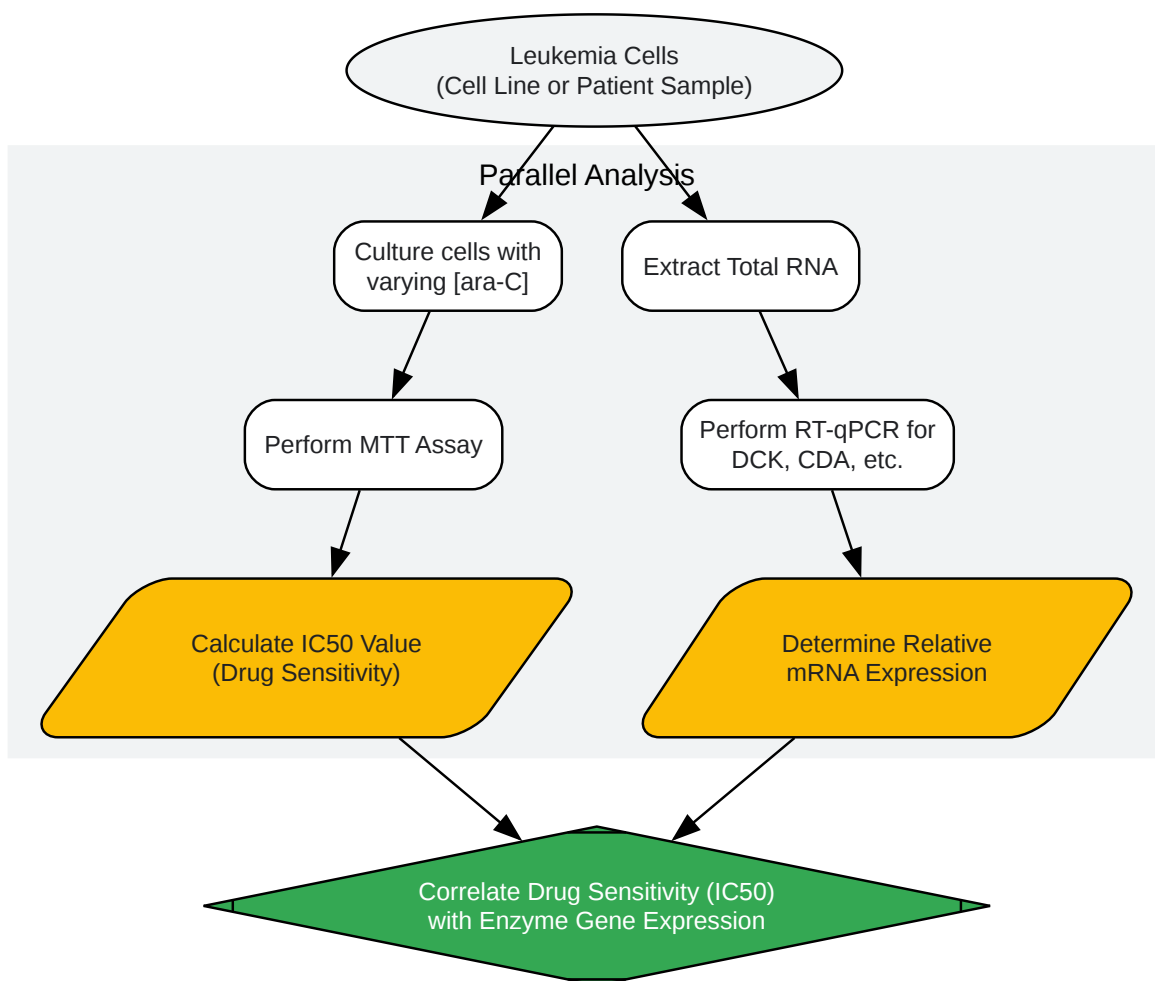 Leukemia Cells
(Cell Line or Patient Sample)
Parallel Analysis
Culture cells with
varying [ara-C]
Extract Total RNA
Perform MTT Assay
Perform RT-qPCR for
DCK, CDA, etc.
Calculate IC50 Value
(Drug Sensitivity)
Determine Relative
mRNA Expression
Correlate Drug Sensitivity (IC50)
with Enzyme Gene Expression